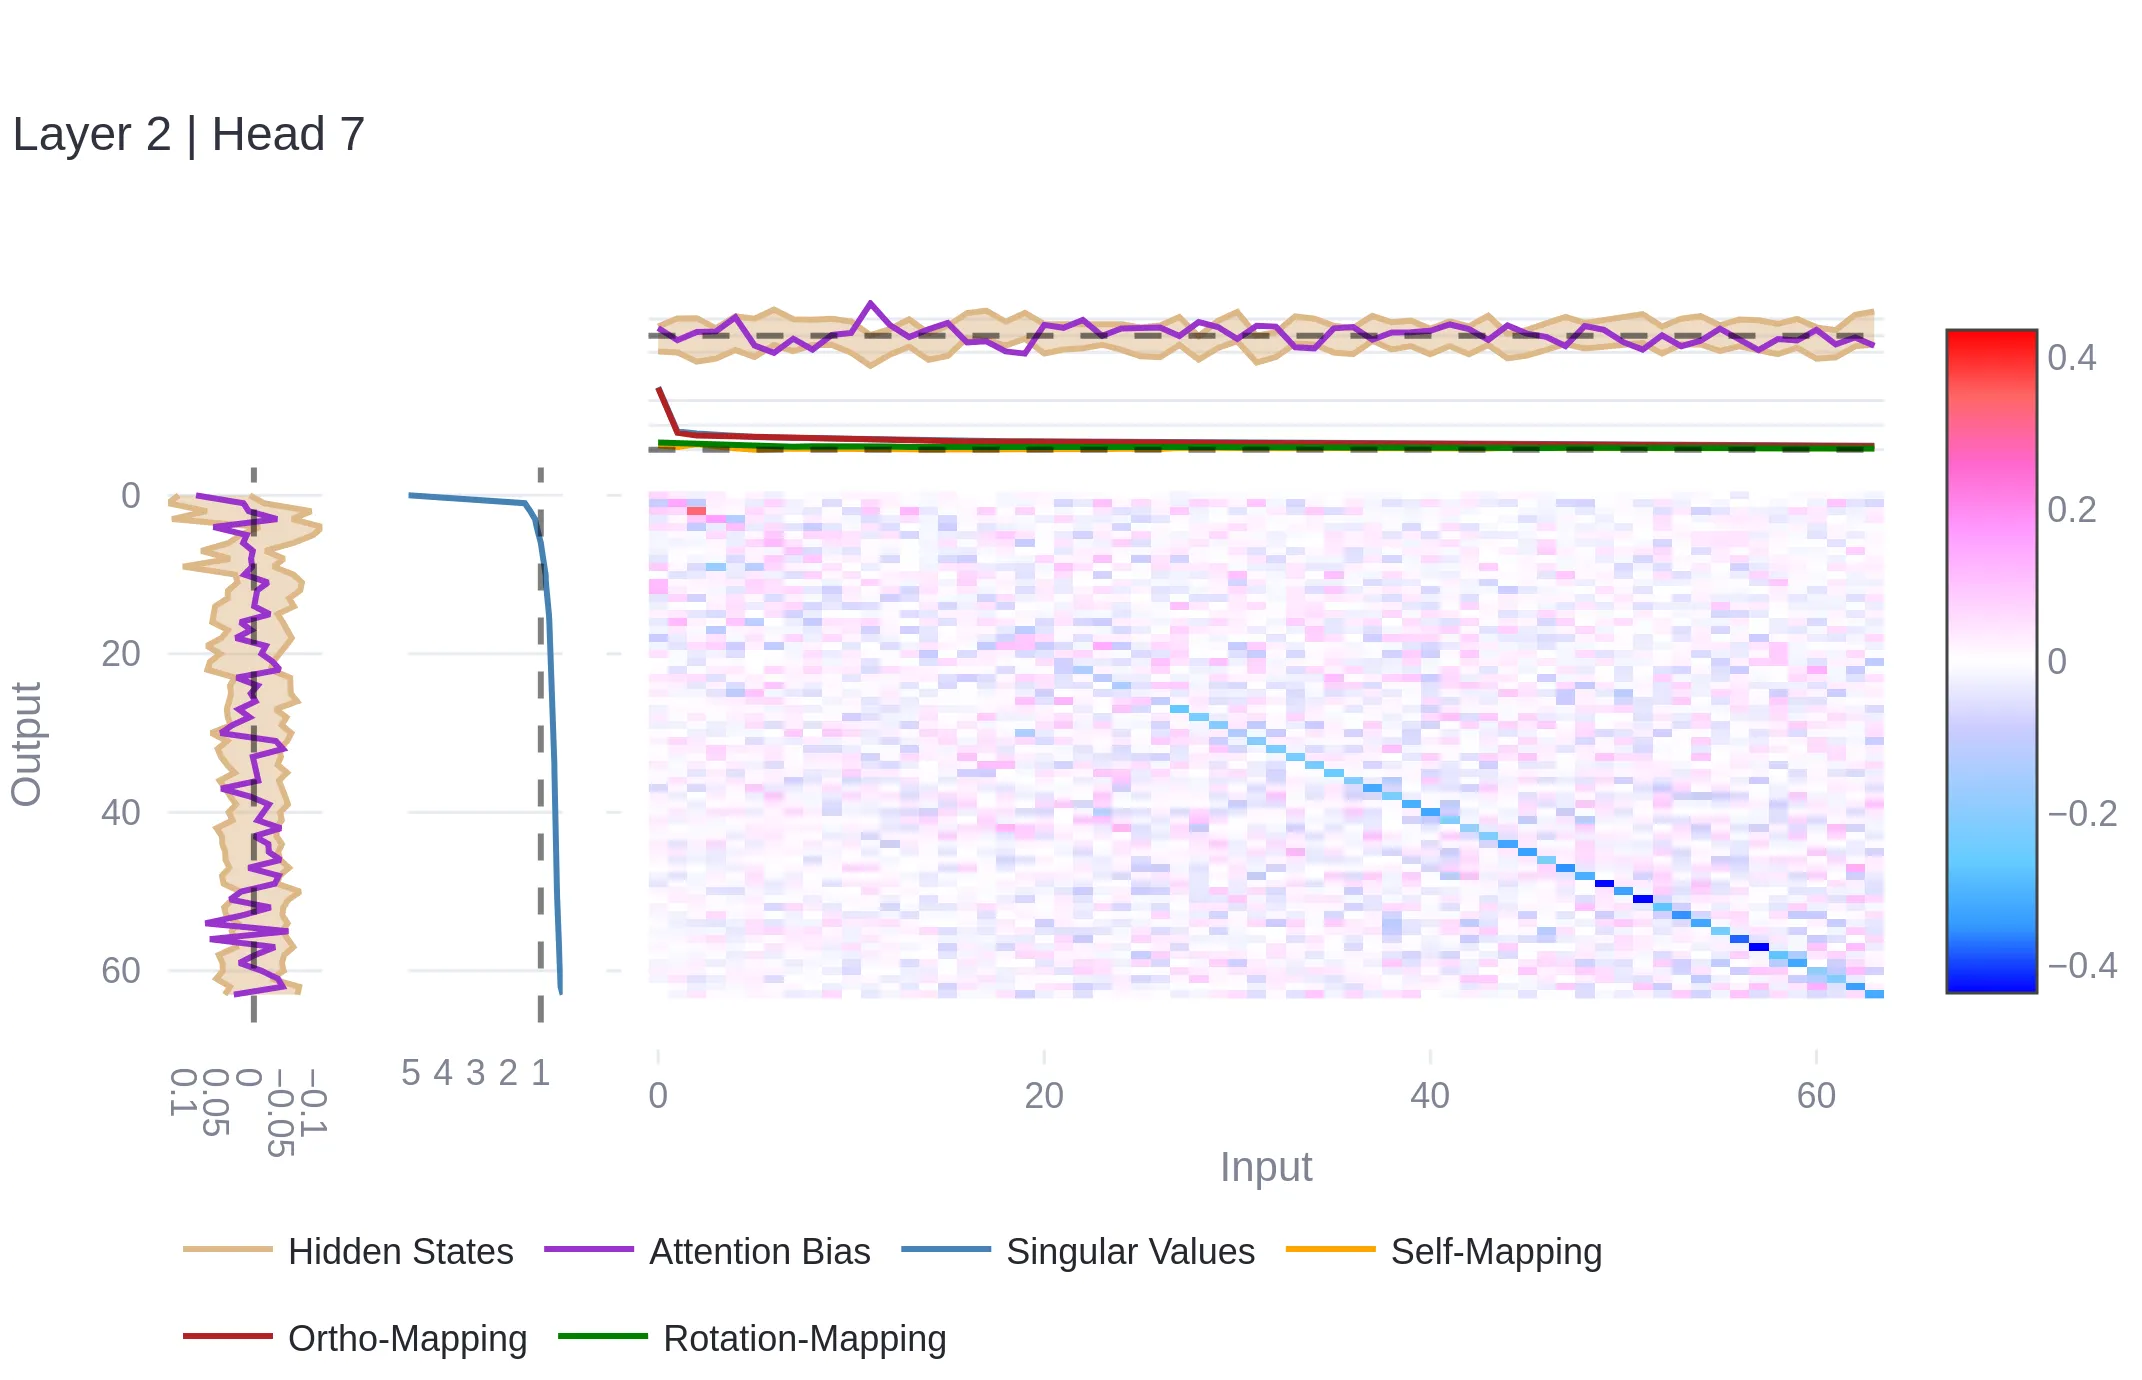 Layer 2 | Head 7
0
20
40
60
Output
0.1
0.05
0
−0.05
−0.1
5 4 3 2 1
0
20
40
60
Input
0.4
0.2
0
−0.2
−0.4
Hidden States
Attention Bias
Singular Values
Self-Mapping
Ortho-Mapping
Rotation-Mapping